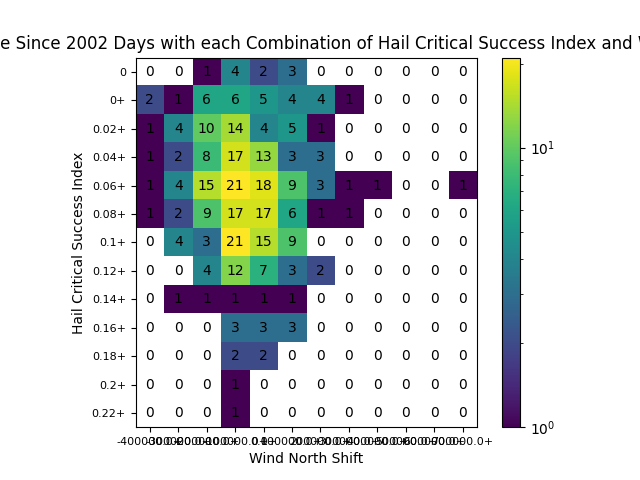 e Since 2002 Days with each Combination of Hail Critical Success Index and
0 0 0 1 4 2 3 0 0 0 0 0 0
0+ 2 1 6 6 5 4 4 1 0 0 0 0
0.02+ 1 4 10 14 4 5 1 0 0 0 0 0
0.04+ 1 2 8 17 13 3 3 0 0 0 0 0
0.06+ 1 4 15 21 18 9 3 1 1 0 0 1
0.08+ 1 2 9 17 17 6 1 1 0 0 0 0
0.1+ 0 4 3 21 15 9 0 0 0 0 0 0
0.12+ 0 0 4 12 7 3 2 0 0 0 0 0
0.14+ 0 1 1 1 1 1 0 0 0 0 0 0
0.16+ 0 0 0 3 3 3 0 0 0 0 0 0
0.18+ 0 0 0 2 2 0 0 0 0 0 0 0
0.2+ 0 0 0 1 0 0 0 0 0 0 0 0
0.22+ 0 0 0 1 0 0 0 0 0 0 0 0
Hail Critical Success Index
Wind North Shift
10^1
10^0